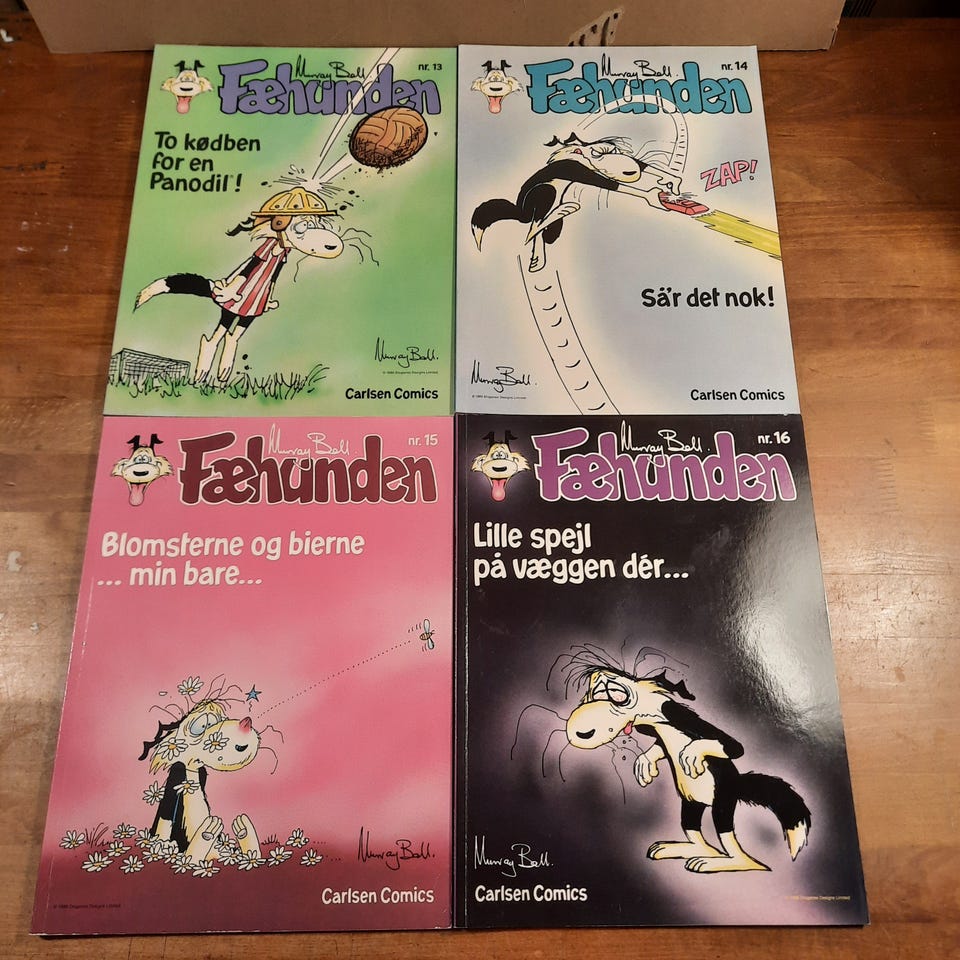 Murray Ball.
nr. 13
Fæhunden
To kødben
for en
Panodil!
Murray Ball.
Carlsen Comics
Murray Ball.
nr. 14
Fæhunden
ZAP!
Så'r det nok!
Murray Ball.
Carlsen Comics
Murray Ball.
nr. 15
Fæhunden
Blomsterne og bierne
... min bare...
Murray Ball.
Carlsen Comics
Murray Ball.
nr. 16
Fæhunden
Lille spejl
på væggen dér...
Murray Ball.
Carlsen Comics